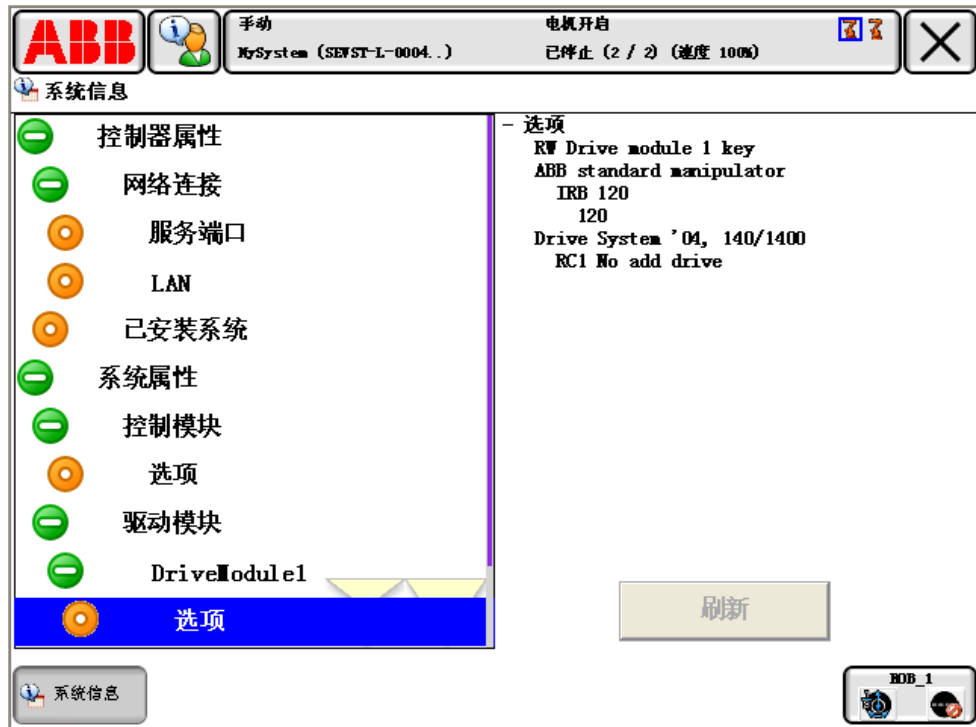 ABB
手动
电机开启
MySystem (SEWST-L-0004..)
已停止 (2 / 2) (速度 100%)
系统信息
控制器属性
网络连接
服务端口
LAN
已安装系统
系统属性
控制模块
选项
驱动模块
DriveModule1
选项
- 选项
RW Drive module 1 key
ABB standard manipulator
IRB 120
120
Drive System '04, 140/1400
RC1 No add drive
刷新
系统信息
ROB_1